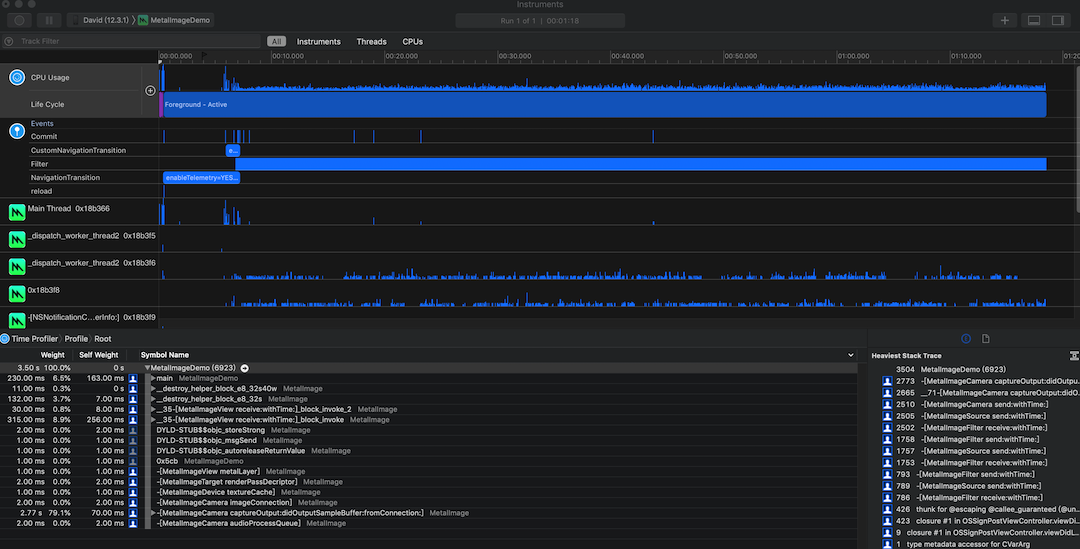 Instruments
David (12.3.1) 〉 MetalImageDemo
Run 1 of 1 | 00:01:18
Track Filter
All Instruments Threads CPUs
00:00.000 00:10.000 00:20.000 00:30.000 00:40.000 00:50.000 01:00.000 01:10.000 01:20
CPU Usage
Life Cycle
Foreground - Active
Events
Commit
CustomNavigationTransition
e...
Filter
NavigationTransition
enableTelemetry=YES...
reload
Main Thread 0x18b366
_dispatch_worker_thread2 0x18b3f5
_dispatch_worker_thread2 0x18b3f6
0x18b3f8
-[NSNotificationC...erInfo:] 0x18b3f9
Time Profiler 〉 Profile 〉 Root
Weight Self Weight Symbol Name
3.50 s 100.0% 0 s MetalImageDemo (6923)
230.00 ms 6.5% 163.00 ms main MetalImageDemo
11.00 ms 0.3% 0 s __destroy_helper_block_e8_32s40w MetalImage
132.00 ms 3.7% 7.00 ms __destroy_helper_block_e8_32s MetalImage
30.00 ms 0.8% 8.00 ms __35-[MetalImageView receive:withTime:]_block_invoke_2 MetalImage
315.00 ms 8.9% 256.00 ms __35-[MetalImageView receive:withTime:]_block_invoke MetalImage
2.00 ms 0.0% 2.00 ms DYLD-STUB$$objc_storeStrong MetalImage
1.00 ms 0.0% 1.00 ms DYLD-STUB$$objc_msgSend MetalImage
1.00 ms 0.0% 1.00 ms DYLD-STUB$$objc_autoreleaseReturnValue MetalImage
1.00 ms 0.0% 1.00 ms 0x5cb MetalImageDemo
1.00 ms 0.0% 1.00 ms -[MetalImageView metalLayer] MetalImage
2.00 ms 0.0% 2.00 ms -[MetalImageTarget renderPassDecriptor] MetalImage
1.00 ms 0.0% 1.00 ms -[MetalImageDevice textureCache] MetalImage
1.00 ms 0.0% 1.00 ms -[MetalImageCamera imageConnection] MetalImage
2.77 s 79.1% 70.00 ms -[MetalImageCamera captureOutput:didOutputSampleBuffer:fromConnection:] MetalImage
2.00 ms 0.0% 2.00 ms -[MetalImageCamera audioProcessQueue] MetalImage
Heaviest Stack Trace
3504 MetalImageDemo (6923)
2773 -[MetalImageCamera captureOutput:didOutpu...
2665 __71-[MetalImageCamera captureOutput:didO...
2510 -[MetalImageCamera send:withTime:]
2505 -[MetalImageSource send:withTime:]
2502 -[MetalImageFilter receive:withTime:]
1758 -[MetalImageFilter send:withTime:]
1757 -[MetalImageSource send:withTime:]
1753 -[MetalImageFilter receive:withTime:]
793 -[MetalImageFilter send:withTime:]
789 -[MetalImageSource send:withTime:]
786 -[MetalImageFilter receive:withTime:]
426 thunk for @escaping @callee_guaranteed (@un...
423 closure #1 in OSSignPostViewController.viewDidL...
9 closure #1 in OSSignPostViewController.viewDidL...
1 type metadata accessor for CVarArg